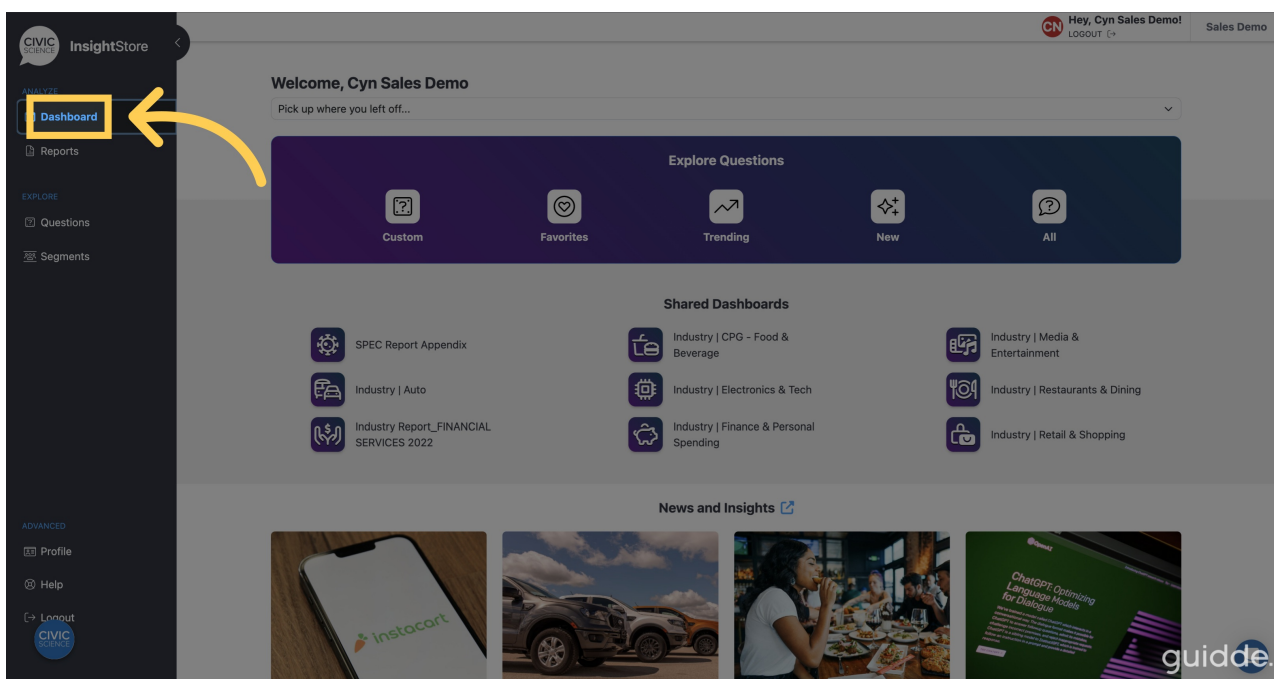 CIVIC
SCIENCE
InsightStore
CN
Hey, Cyn Sales Demo!
LOGOUT
Sales Demo
ANALYZE
Dashboard
Reports
EXPLORE
Questions
Segments
Welcome, Cyn Sales Demo
Pick up where you left off...
Explore Questions
Custom
Favorites
Trending
New
All
Shared Dashboards
SPEC Report Appendix
Industry | CPG - Food &
Beverage
Industry | Media &
Entertainment
Industry | Auto
Industry | Electronics & Tech
Industry | Restaurants & Dining
Industry Report_FINANCIAL
SERVICES 2022
Industry | Finance & Personal
Spending
Industry | Retail & Shopping
News and Insights
ADVANCED
Profile
Help
Logout
CIVIC
SCIENCE
instacart
OpenAI
ChatGPT: Optimizing
Language Models
for Dialogue
guidde.